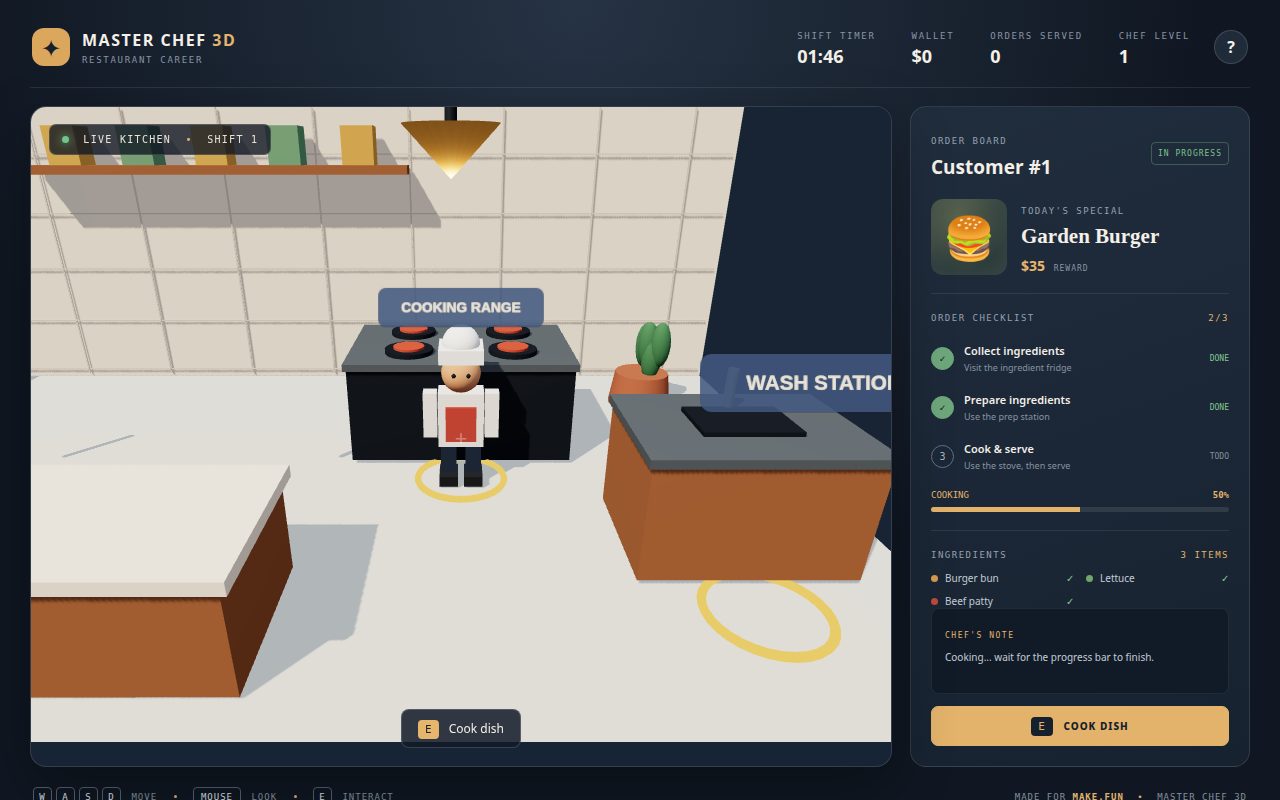 MASTER CHEF 3D
RESTAURANT CAREER
SHIFT TIMER
01:46
WALLET
$0
ORDERS SERVED
0
CHEF LEVEL
1
?
LIVE KITCHEN • SHIFT 1
COOKING RANGE
WASH STATION
E Cook dish
ORDER BOARD
Customer #1
IN PROGRESS
TODAY'S SPECIAL
Garden Burger
$35 REWARD
ORDER CHECKLIST 2/3
✓ Collect ingredients DONE
Visit the ingredient fridge
✓ Prepare ingredients DONE
Use the prep station
3 Cook & serve TODO
Use the stove, then serve
COOKING 50%
INGREDIENTS 3 ITEMS
Burger bun ✓ Lettuce ✓
Beef patty ✓
CHEF'S NOTE
Cooking... wait for the progress bar to finish.
E COOK DISH
W A S D MOVE • MOUSE LOOK • E INTERACT
MADE FOR MAKE.FUN • MASTER CHEF 3D